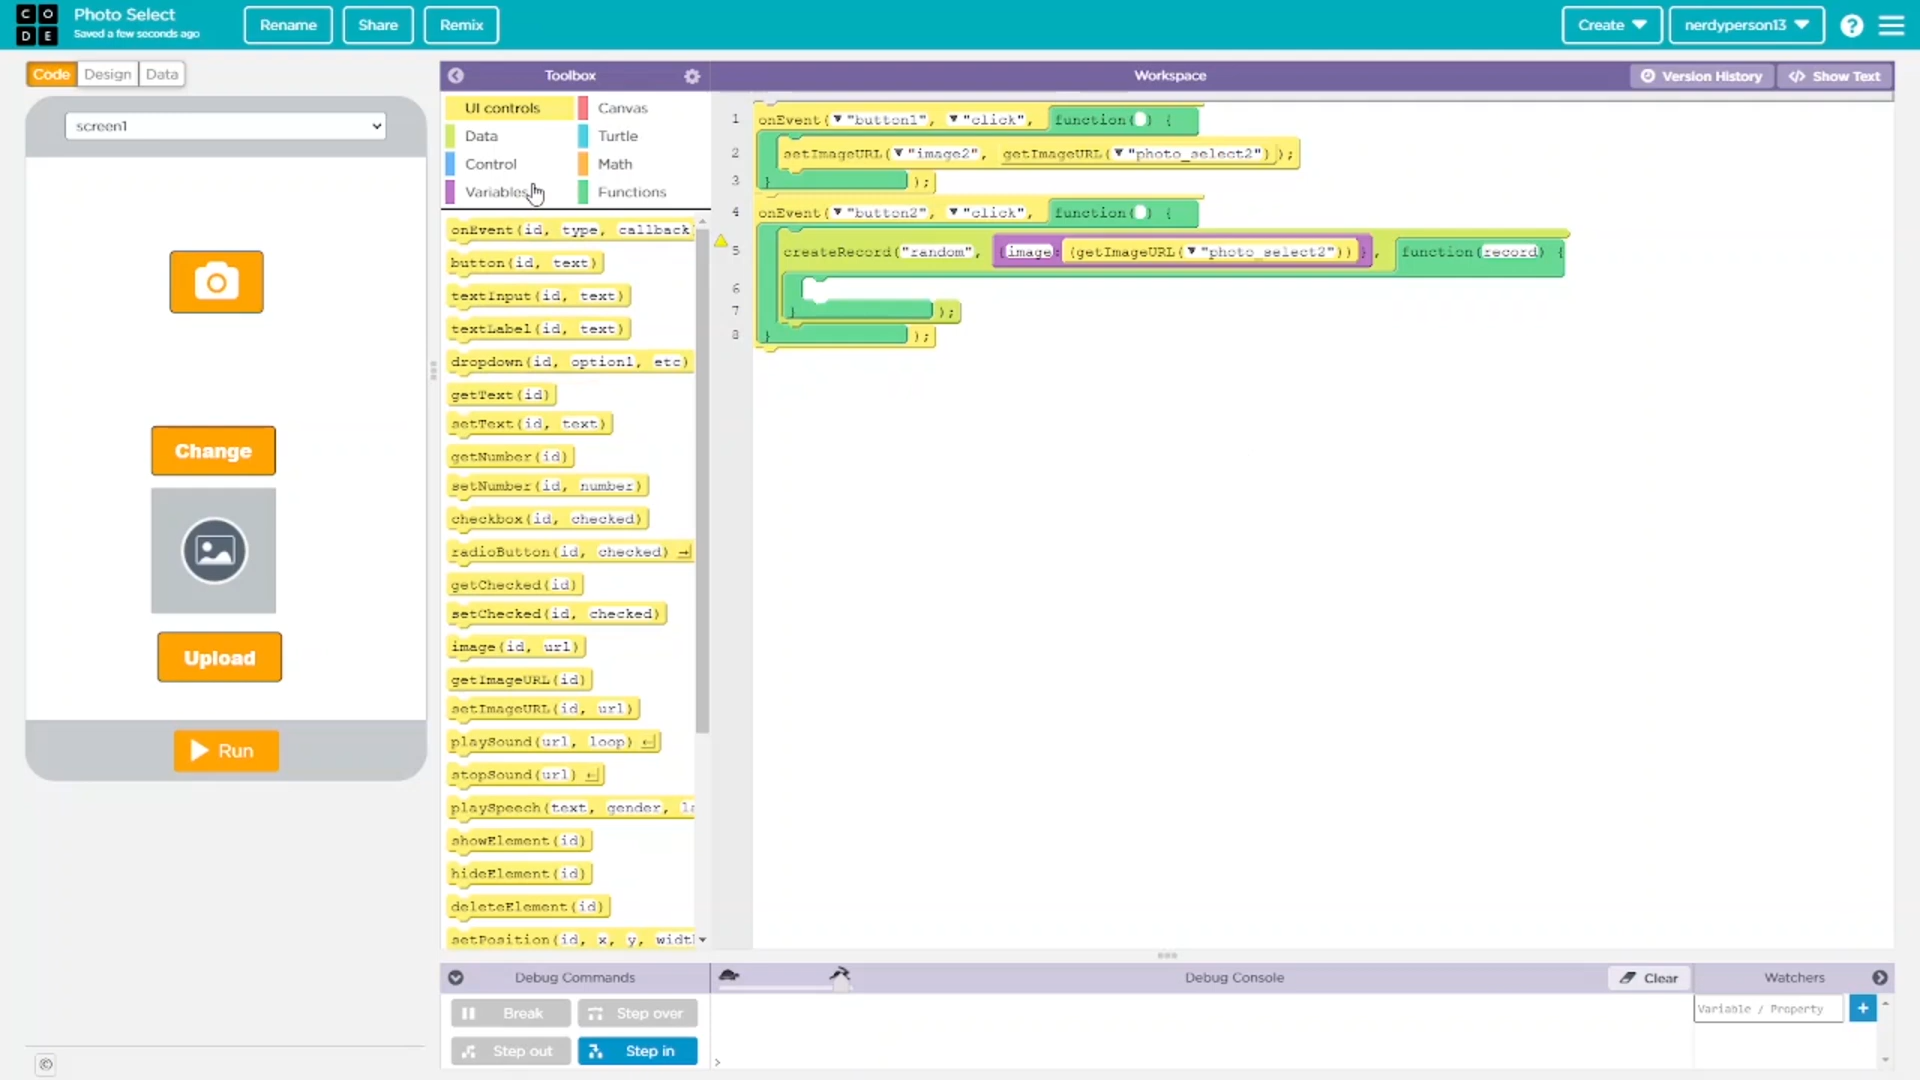 CO
DE
Photo Select
Saved a few seconds ago
Rename
Share
Remix
Create
nerdyperson13
?
Code
Design
Data
screen1
Change
Upload
Run
Toolbox
UI controls
Canvas
Data
Turtle
Control
Math
Variables
Functions
onEvent(id, type, callback)
button(id, text)
textInput(id, text)
textLabel(id, text)
dropdown(id, option1, etc)
getText(id)
setText(id, text)
getNumber(id)
setNumber(id, number)
checkbox(id, checked)
radioButton(id, checked)
getChecked(id)
setChecked(id, checked)
image(id, url)
getImageURL(id)
setImageURL(id, url)
playSound(url, loop)
stopSound(url)
playSpeech(text, gender, la
showElement(id)
hideElement(id)
deleteElement(id)
setPosition(id, x, y, widt
Workspace
Version History
</> Show Text
1 onEvent(▼"button1", ▼"click", function( ) {
2 setImageURL(▼"image2", getImageURL(▼"photo_select2"));
3 } );
4 onEvent(▼"button2", ▼"click", function( ) {
5 createRecord("random", {image:(getImageURL(▼"photo_select2"))}, function(record) {
6
7 } );
8 } );
Debug Commands
Break
Step over
Step out
Step in
Debug Console
Clear
>
Watchers
Variable / Property
+
©